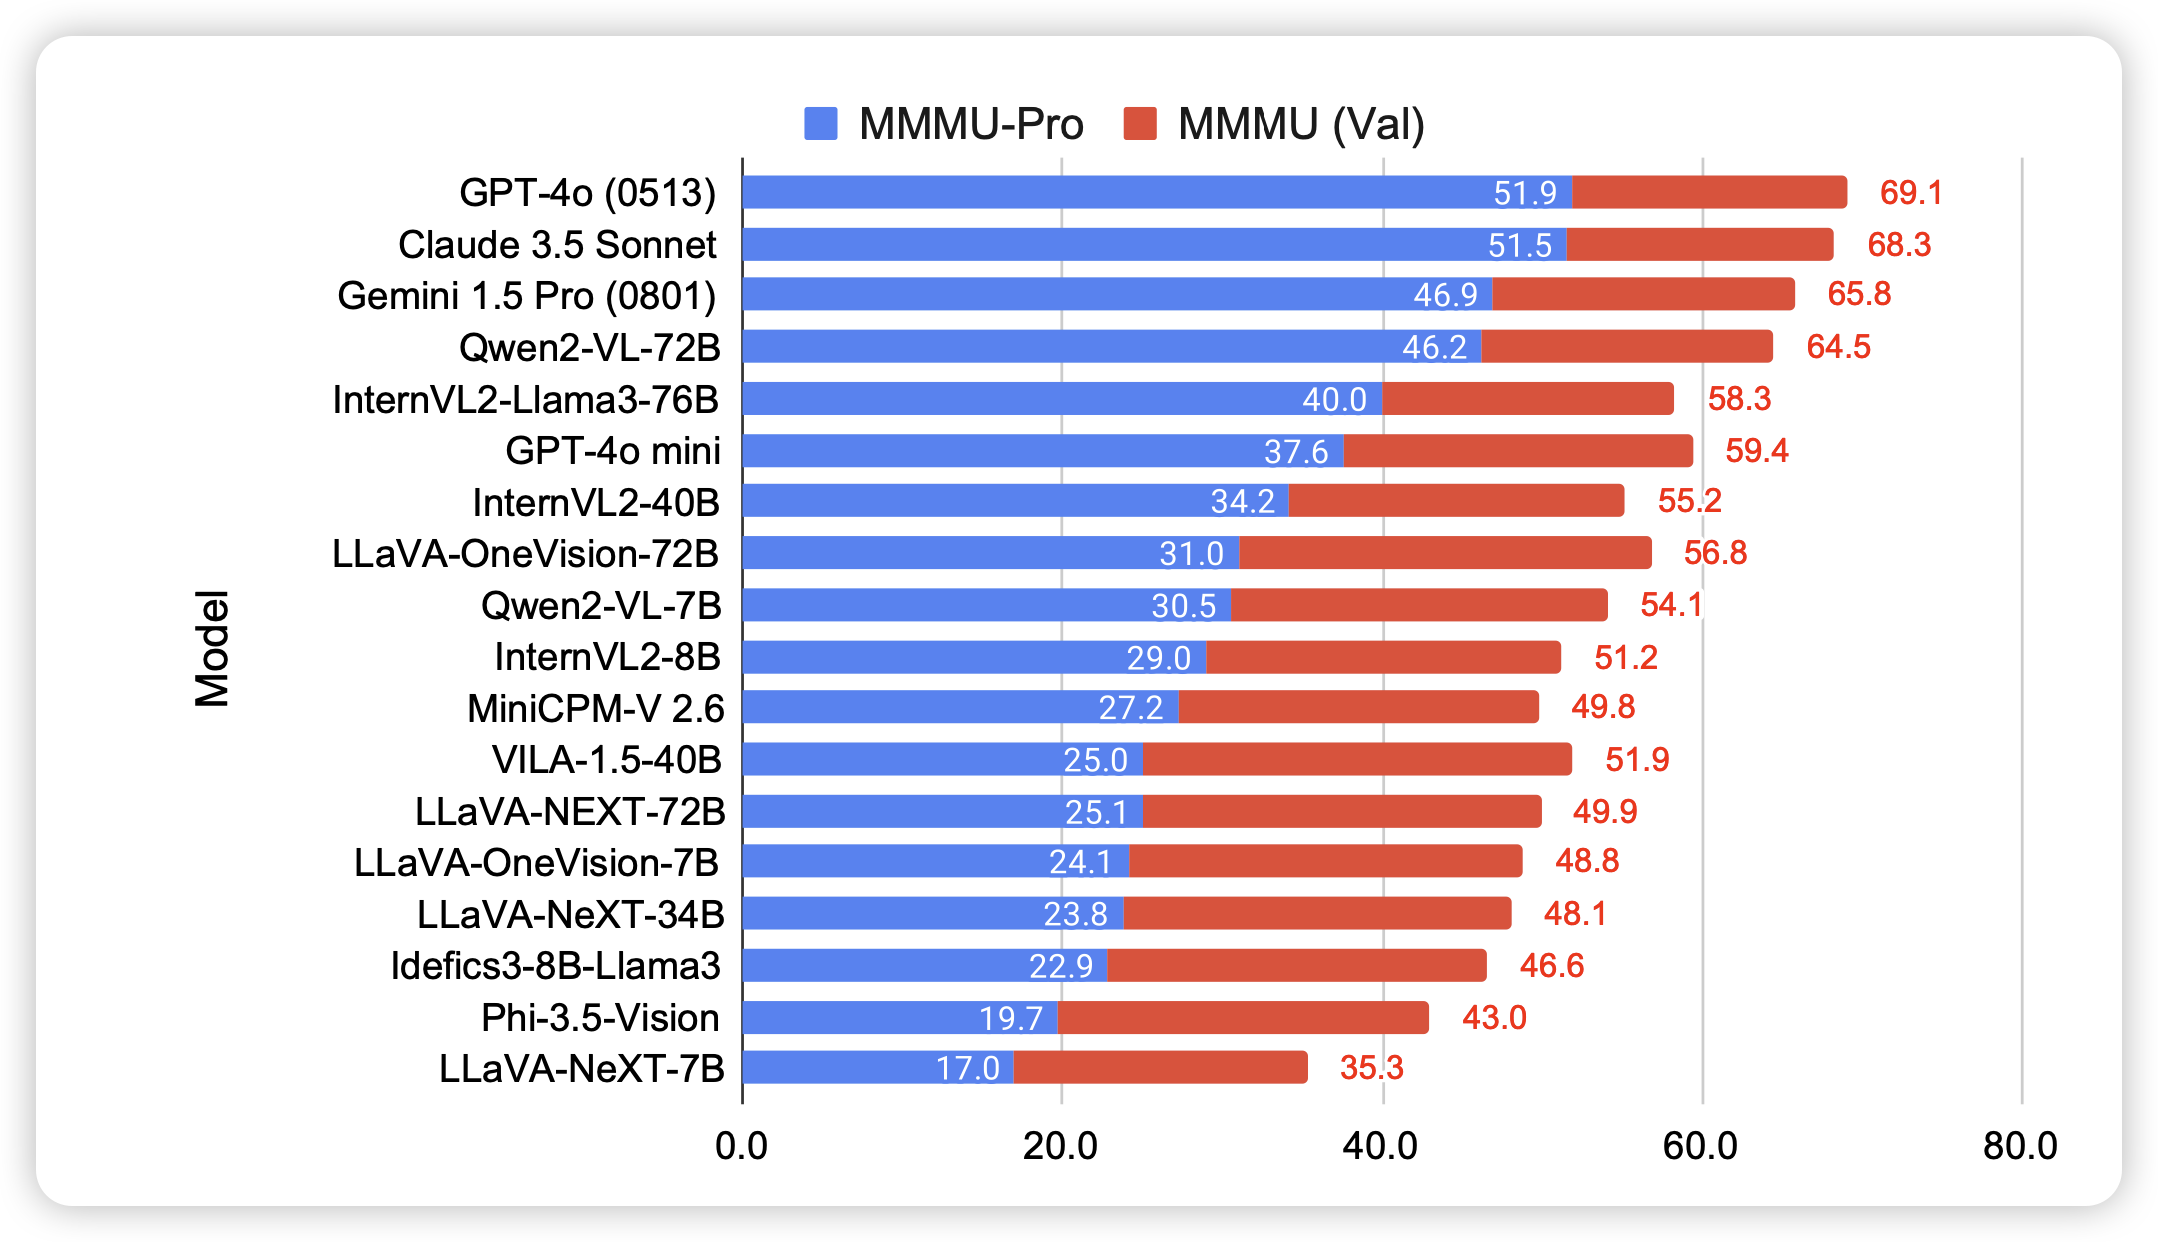 MMMU-Pro MMMU (Val)
Model
GPT-4o (0513) 51.9 69.1
Claude 3.5 Sonnet 51.5 68.3
Gemini 1.5 Pro (0801) 46.9 65.8
Qwen2-VL-72B 46.2 64.5
InternVL2-Llama3-76B 40.0 58.3
GPT-4o mini 37.6 59.4
InternVL2-40B 34.2 55.2
LLaVA-OneVision-72B 31.0 56.8
Qwen2-VL-7B 30.5 54.1
InternVL2-8B 29.0 51.2
MiniCPM-V 2.6 27.2 49.8
VILA-1.5-40B 25.0 51.9
LLaVA-NEXT-72B 25.1 49.9
LLaVA-OneVision-7B 24.1 48.8
LLaVA-NeXT-34B 23.8 48.1
Idefics3-8B-Llama3 22.9 46.6
Phi-3.5-Vision 19.7 43.0
LLaVA-NeXT-7B 17.0 35.3
0.0 20.0 40.0 60.0 80.0